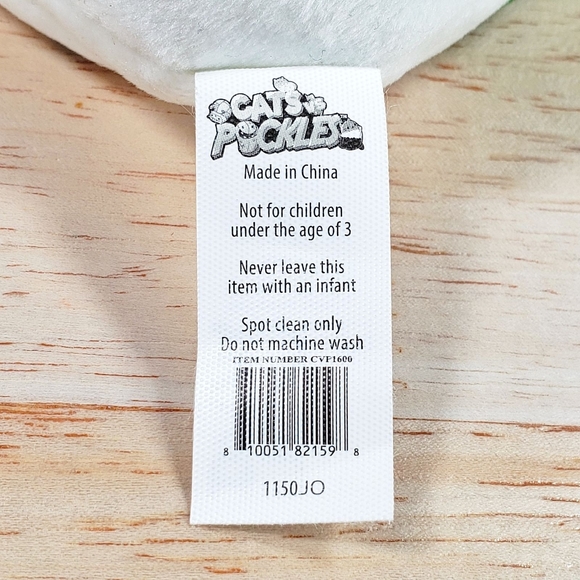 CATS vs
PICKLES
Made in China
Not for children
under the age of 3
Never leave this
item with an infant
Spot clean only
Do not machine wash
ITEM NUMBER CVP1600
8 10051 82159 8
1150JO